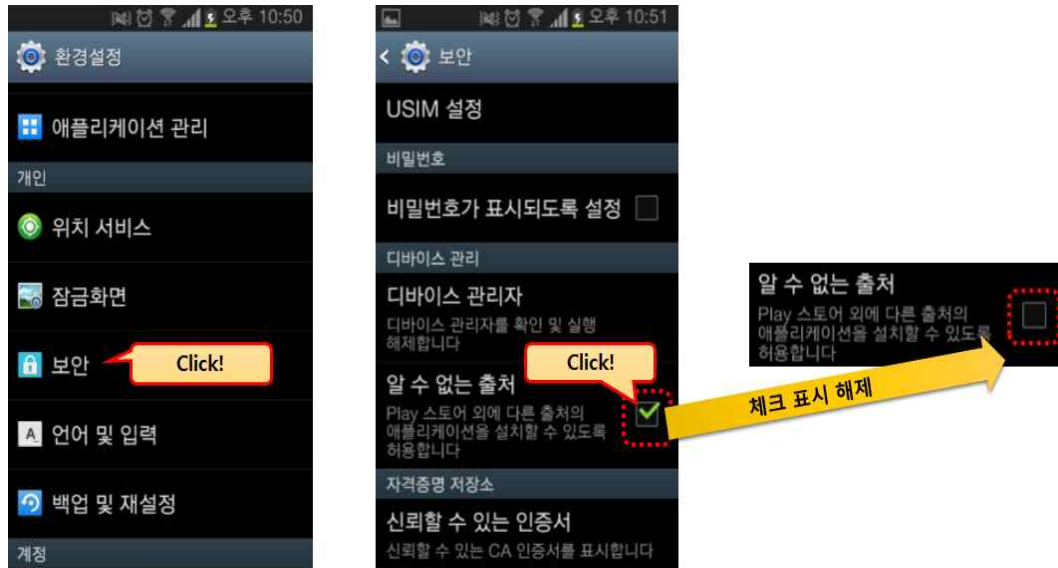 오후 10:50
환경설정
애플리케이션 관리
개인
위치 서비스
잠금화면
보안
Click!
언어 및 입력
백업 및 재설정
계정
오후 10:51
보안
USIM 설정
비밀번호
비밀번호가 표시되도록 설정
디바이스 관리
디바이스 관리자
디바이스 관리자를 확인 및 실행
해제합니다
Click!
알 수 없는 출처
Play 스토어 외에 다른 출처의
애플리케이션을 설치할 수 있도록
허용합니다
자격증명 저장소
신뢰할 수 있는 인증서
신뢰할 수 있는 CA 인증서를 표시합니다
알 수 없는 출처
Play 스토어 외에 다른 출처의
애플리케이션을 설치할 수 있도록
허용합니다
체크 표시 해제